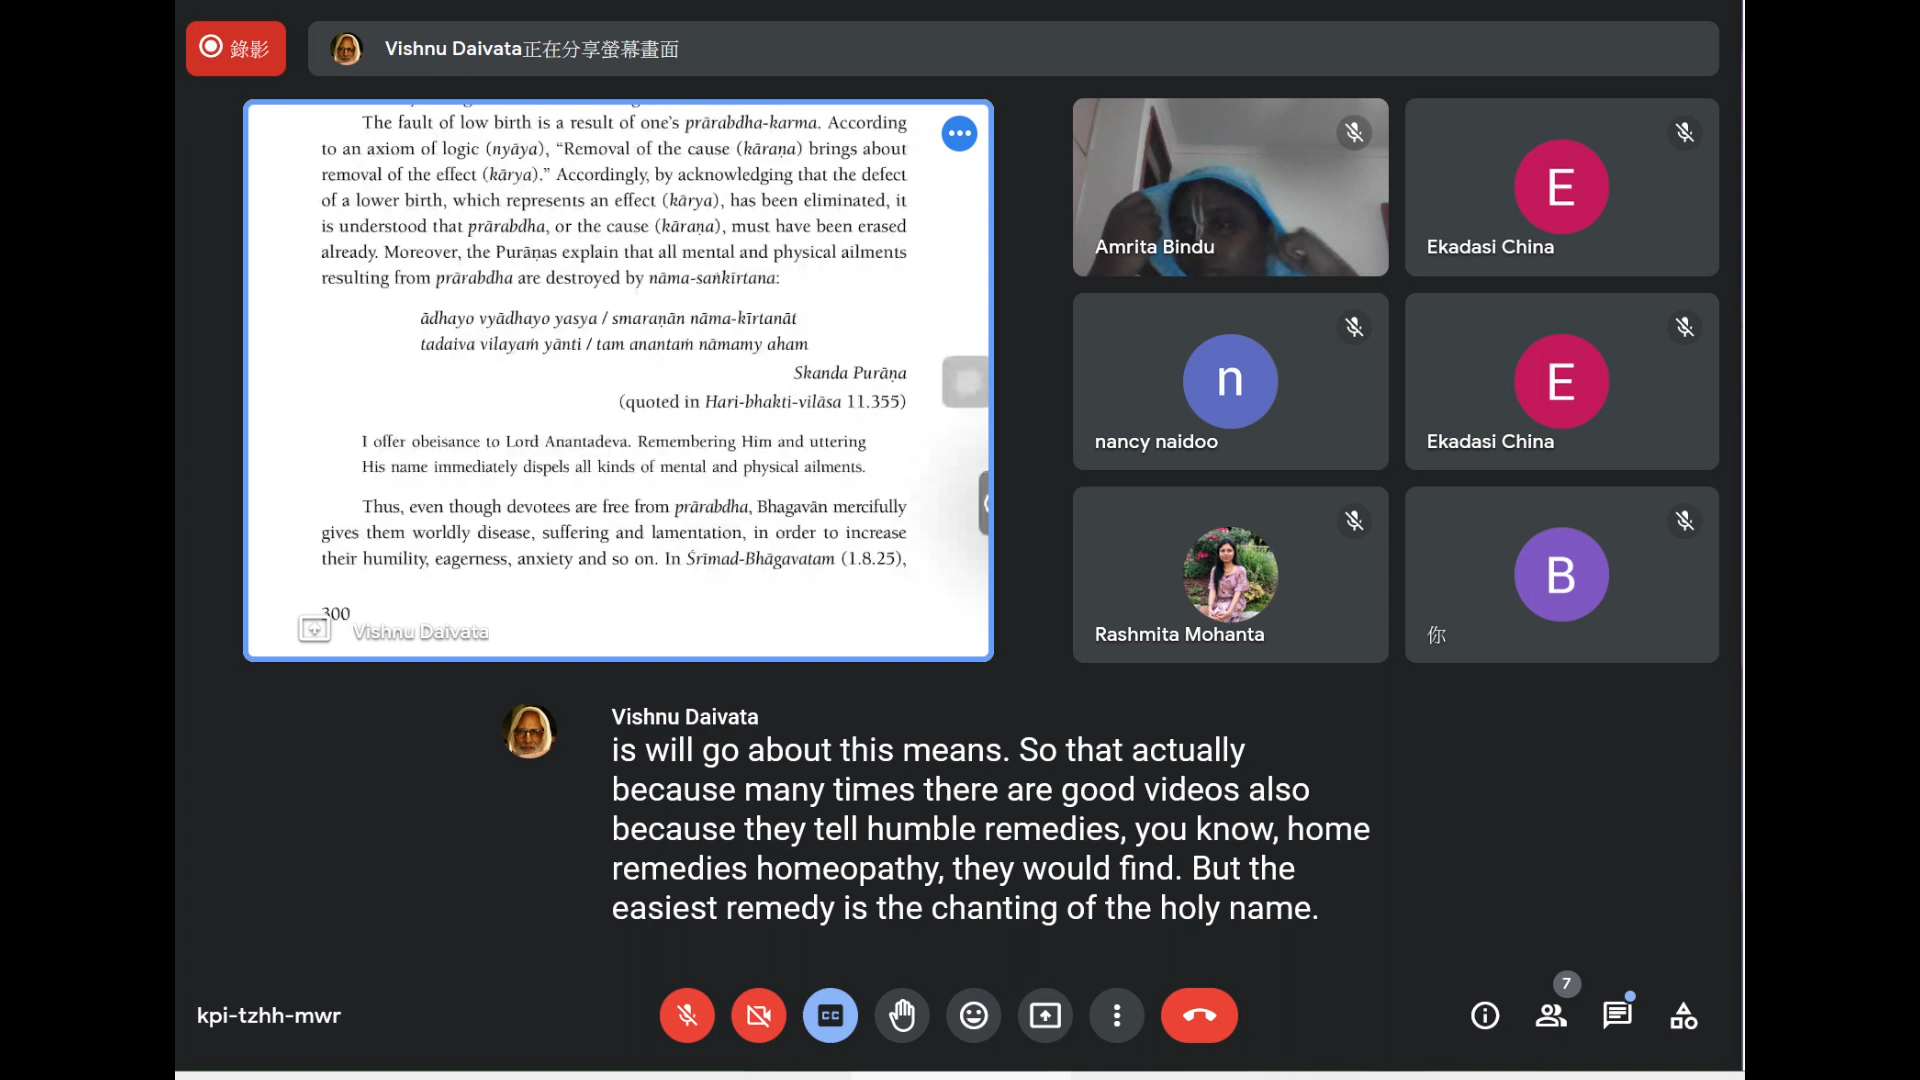 錄影
Vishnu Daivata正在分享螢幕畫面
The fault of low birth is a result of one's prārabdha-karma. According
to an axiom of logic (nyāya), “Removal of the cause (kāraṇa) brings about
removal of the effect (kārya).” Accordingly, by acknowledging that the defect
of a lower birth, which represents an effect (kārya), has been eliminated, it
is understood that prārabdha, or the cause (kāraṇa), must have been erased
already. Moreover, the Purāṇas explain that all mental and physical ailments
resulting from prārabdha are destroyed by nāma-saṅkīrtana:
ādhayo vyādhayo yasya / smaraṇān nāma-kīrtanāt
tadaiva vilayaṁ yānti / tam anantaṁ nāmamy aham
Skanda Purāṇa
(quoted in Hari-bhakti-vilāsa 11.355)
I offer obeisance to Lord Anantadeva. Remembering Him and uttering
His name immediately dispels all kinds of mental and physical ailments.
Thus, even though devotees are free from prārabdha, Bhagavān mercifully
gives them worldly disease, suffering and lamentation, in order to increase
their humility, eagerness, anxiety and so on. In Śrīmad-Bhāgavatam (1.8.25),
300
Vishnu Daivata
Amrita Bindu
E
Ekadasi China
n
nancy naidoo
E
Ekadasi China
Rashmita Mohanta
B
你
Vishnu Daivata
is will go about this means. So that actually
because many times there are good videos also
because they tell humble remedies, you know, home
remedies homeopathy, they would find. But the
easiest remedy is the chanting of the holy name.
kpi-tzhh-mwr
CC
7